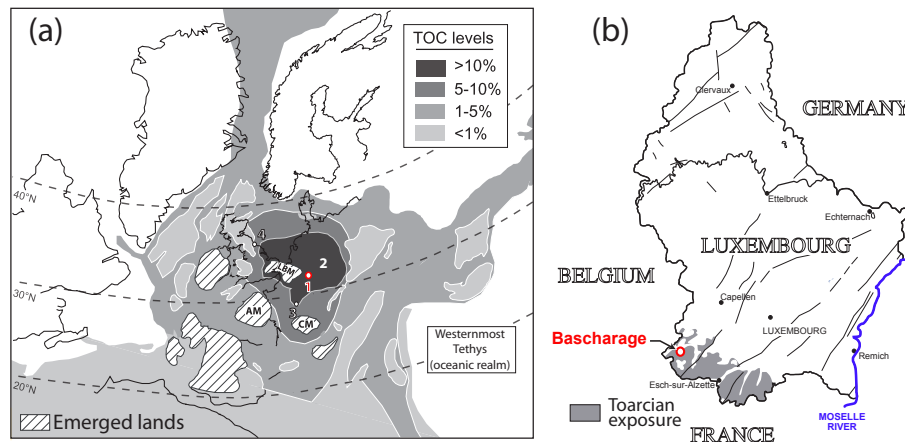 (a)
TOC levels
>10%
5-10%
1-5%
<1%
40°N
30°N
20°N
4
2
LBM
1
3
AM
CM
Westernmost
Tethys
(oceanic realm)
Emerged lands
(b)
Clervaux
GERMANY
Ettelbruck
Echternach
LUXEMBOURG
BELGIUM
Capellen
LUXEMBOURG
Bascharage
Remich
Esch-sur-Alzette
Toarcian
exposure
MOSELLE
RIVER
FRANCE